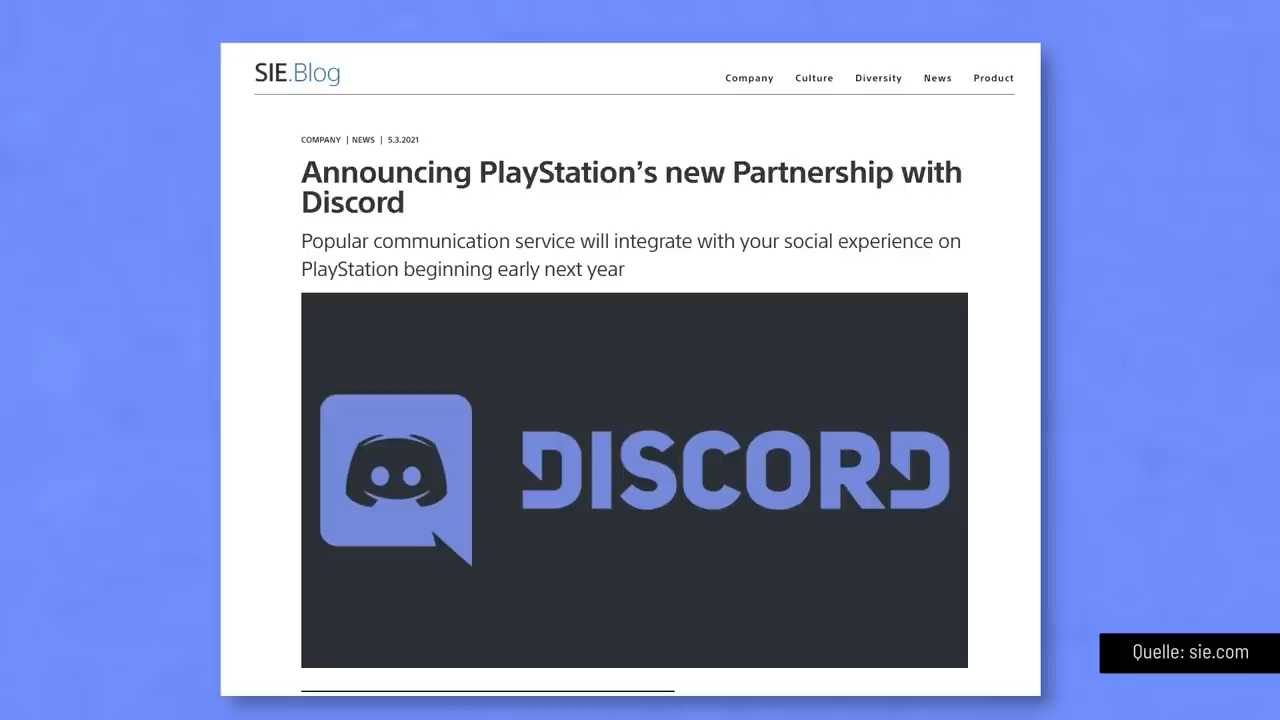 SIE.Blog
Company Culture Diversity News Product
COMPANY | NEWS | 5.3.2021
Announcing PlayStation’s new Partnership with
Discord
Popular communication service will integrate with your social experience on
PlayStation beginning early next year
DISCORD
Quelle: sie.com